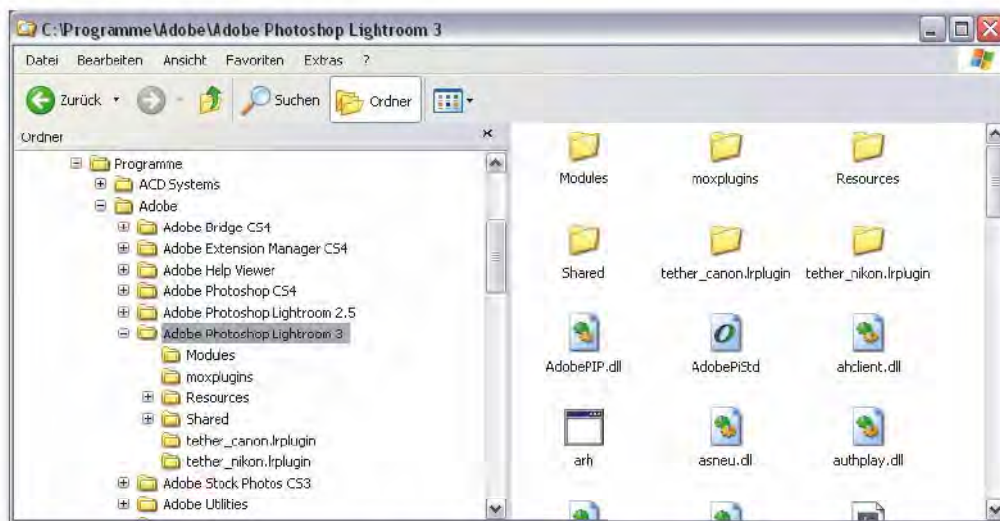 C:\Programme\Adobe\Adobe Photoshop Lightroom 3
Datei Bearbeiten Ansicht Favoriten Extras ?
Zurück Suchen Ordner
Ordner
Programme
ACD Systems
Adobe
Adobe Bridge CS4
Adobe Extension Manager CS4
Adobe Help Viewer
Adobe Photoshop CS4
Adobe Photoshop Lightroom 2.5
Adobe Photoshop Lightroom 3
Modules
moxplugins
Resources
Shared
tether_canon.lrplugin
tether_nikon.lrplugin
Adobe Stock Photos CS3
Adobe Utilities
Modules moxplugins Resources
Shared tether_canon.lrplugin tether_nikon.lrplugin
AdobePIP.dll AdobePiStd ahclient.dll
arh asneu.dl authplay.dll